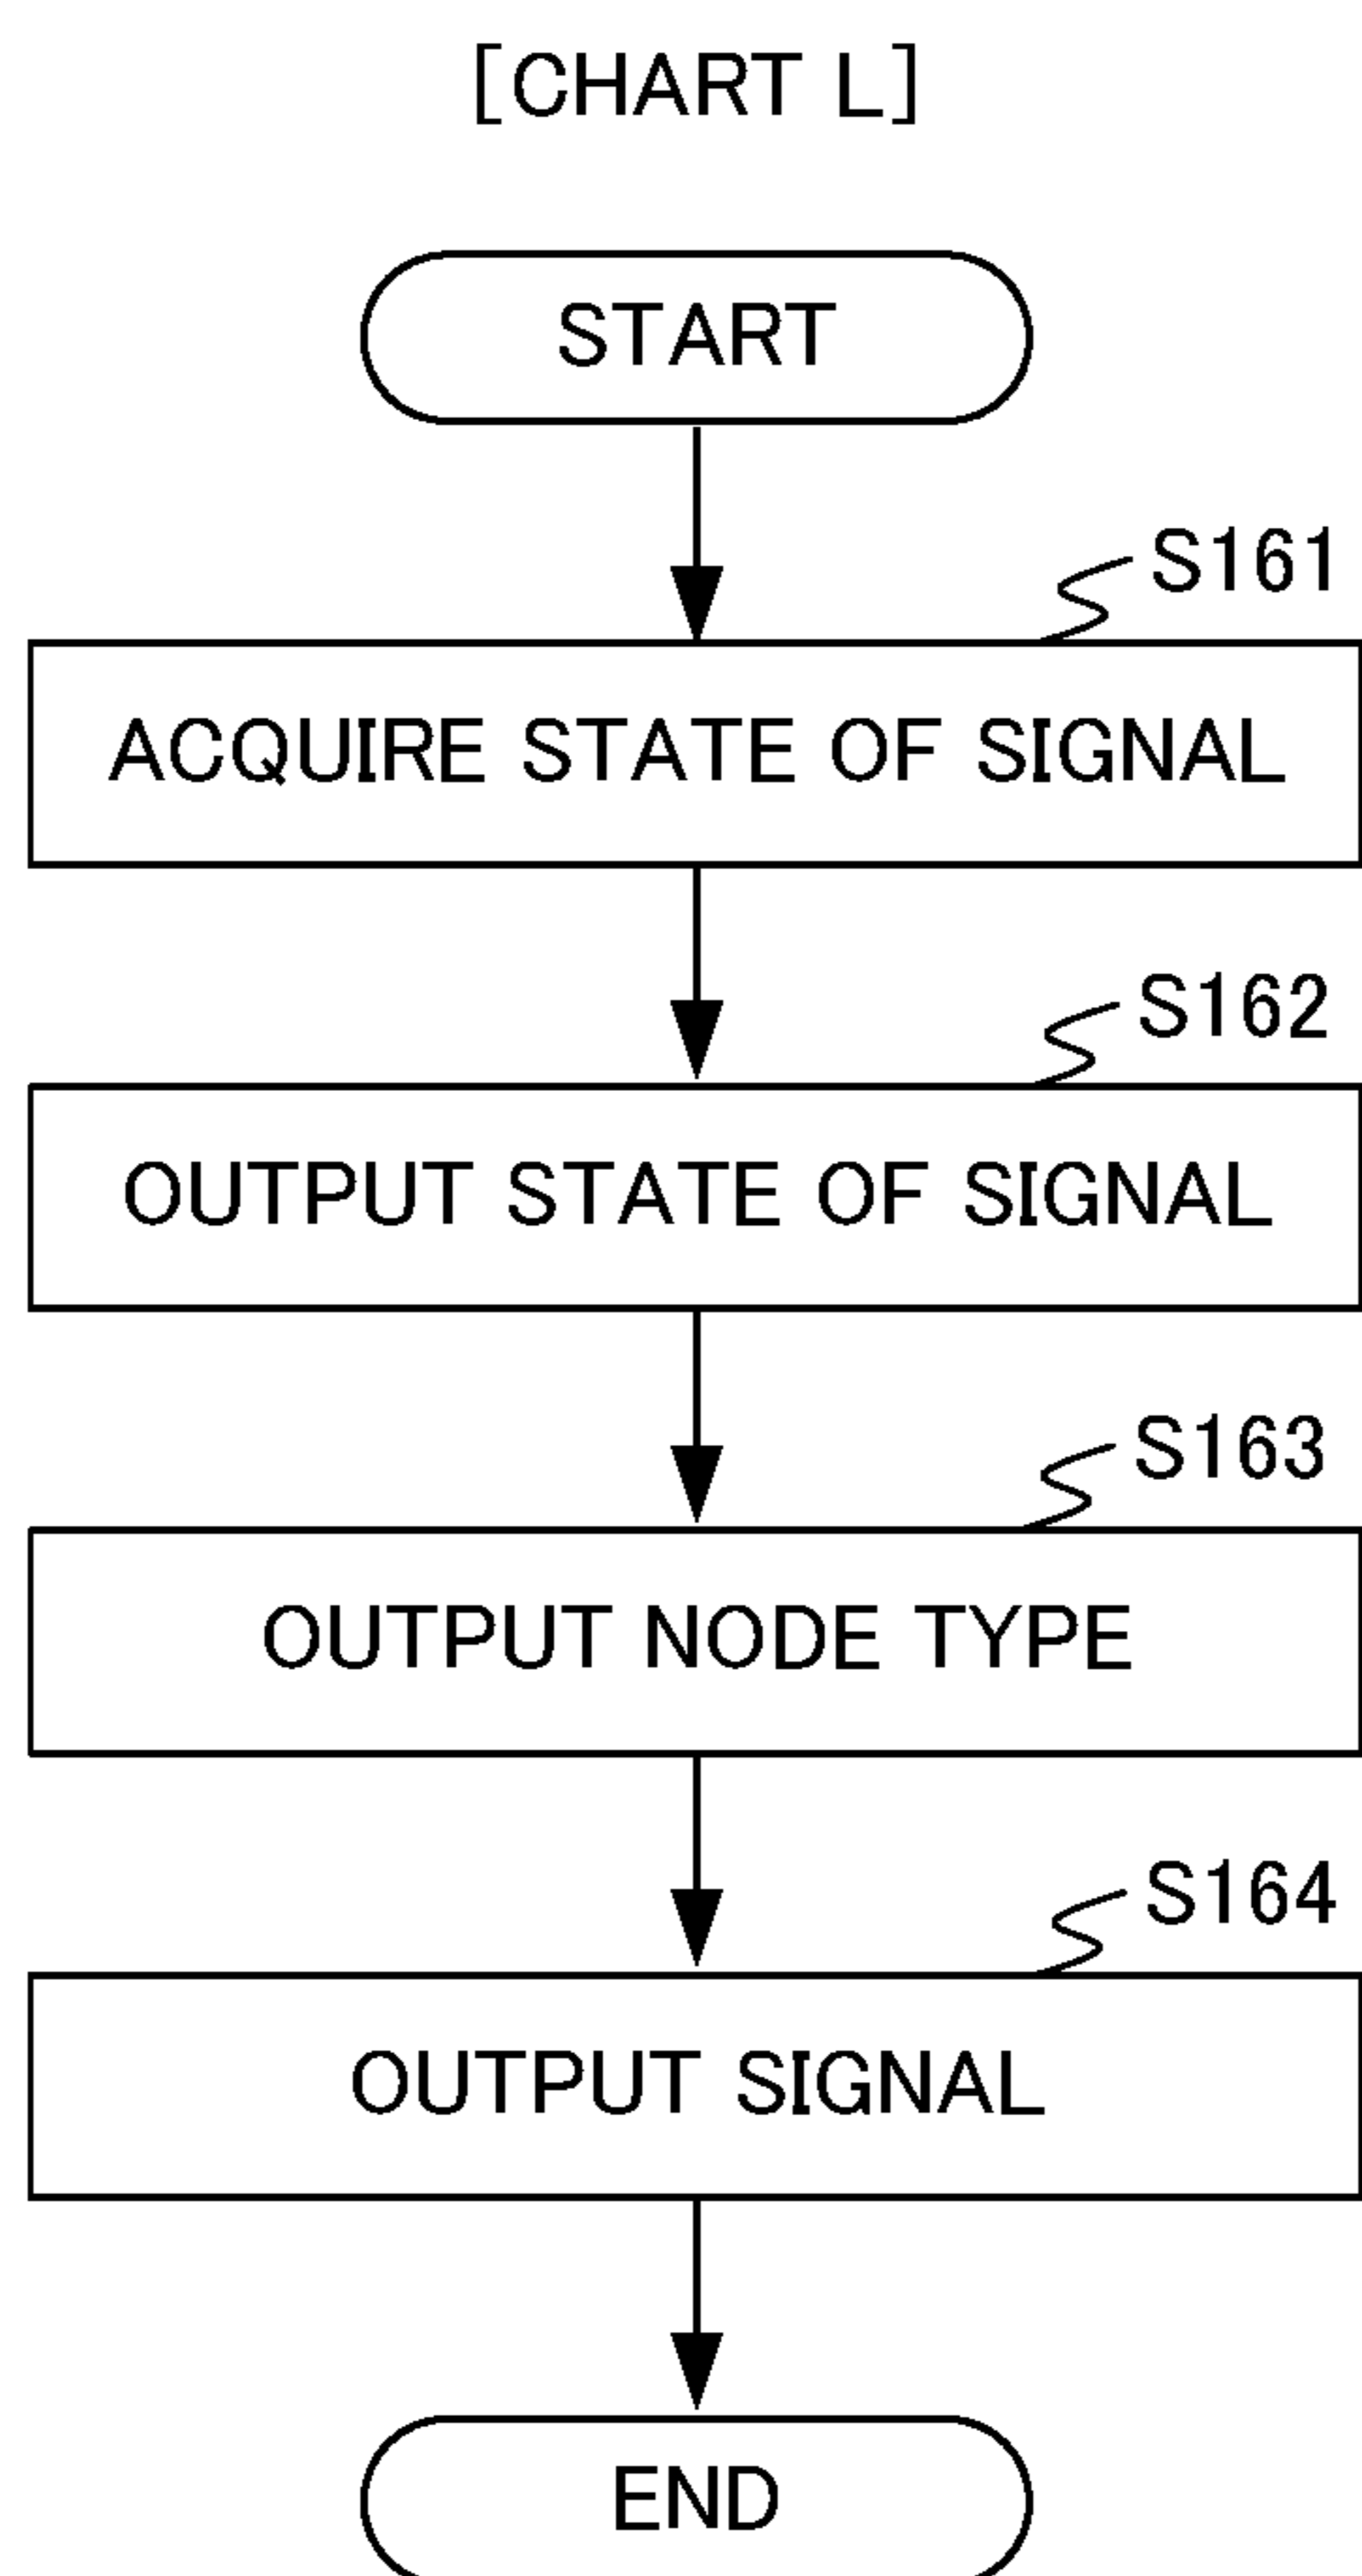 [CHART L]
START
S161
ACQUIRE STATE OF SIGNAL
S162
OUTPUT STATE OF SIGNAL
S163
OUTPUT NODE TYPE
S164
OUTPUT SIGNAL
END